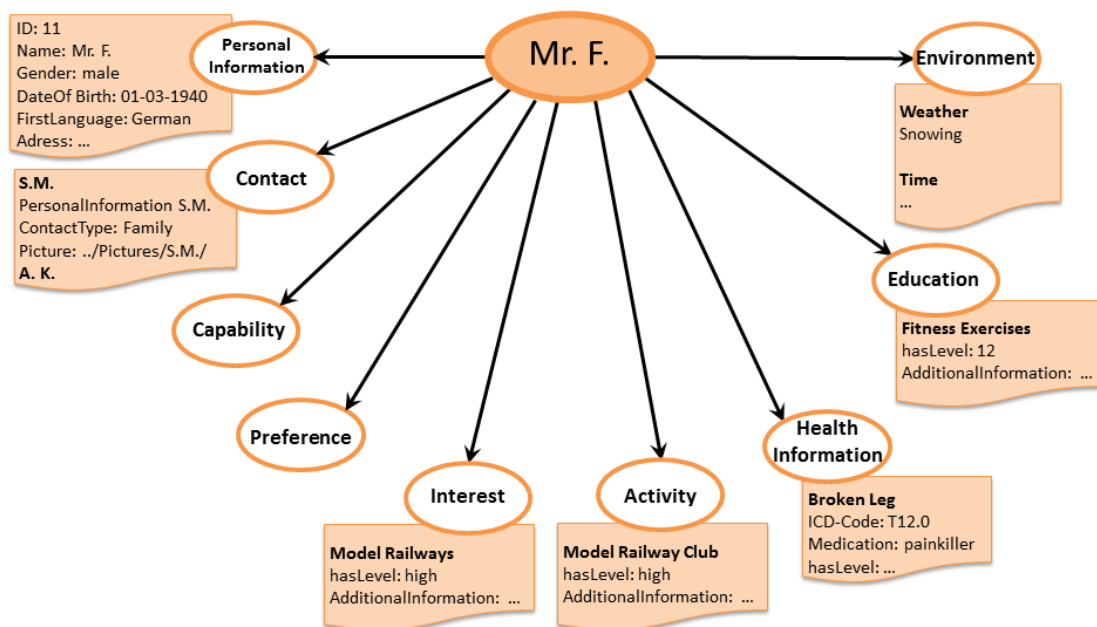 Mr. F.
Personal
Information
ID: 11
Name: Mr. F.
Gender: male
DateOf Birth: 01-03-1940
FirstLanguage: German
Adress: ...
Contact
S.M.
PersonalInformation S.M.
ContactType: Family
Picture: ../Pictures/S.M./
A. K.
Capability
Preference
Interest
Model Railways
hasLevel: high
AdditionalInformation: ...
Activity
Model Railway Club
hasLevel: high
AdditionalInformation: ...
Health
Information
Broken Leg
ICD-Code: T12.0
Medication: painkiller
hasLevel: ...
Education
Fitness Exercises
hasLevel: 12
AdditionalInformation: ...
Environment
Weather
Snowing
Time
...